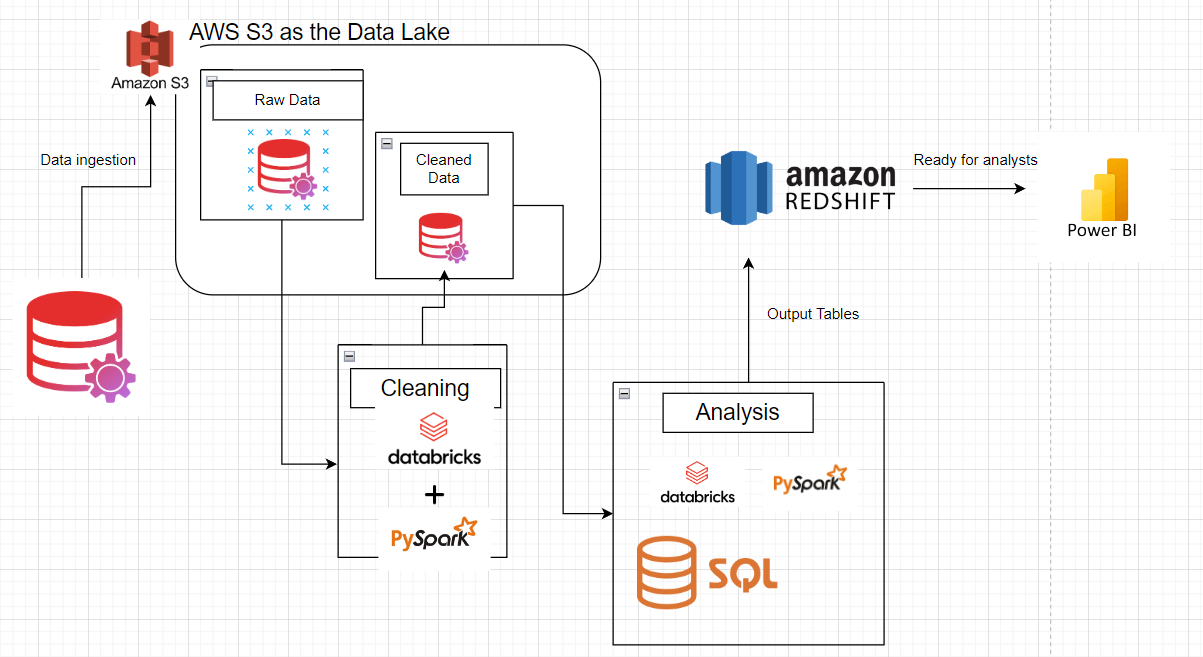 AWS S3 as the Data Lake
Amazon S3
Raw Data
Data ingestion
Cleaned
Data
amazon
REDSHIFT
Ready for analysts
Power BI
Output Tables
Cleaning
databricks
+
PySpark
Analysis
databricks
PySpark
SQL